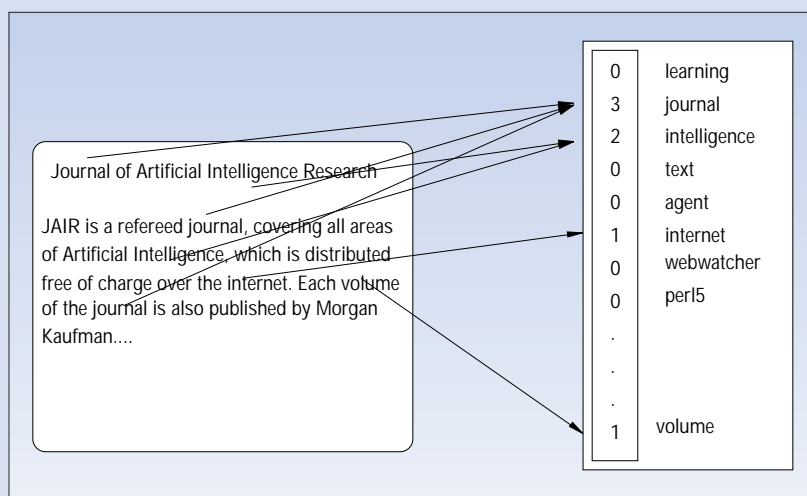 Journal of Artificial Intelligence Research
JAIR is a refereed journal, covering all areas
of Artificial Intelligence, which is distributed
free of charge over the internet. Each volume
of the journal is also published by Morgan
Kaufman....
0 learning
3 journal
2 intelligence
0 text
0 agent
1 internet
0 webwatcher
0 perl5
.
.
.
1 volume